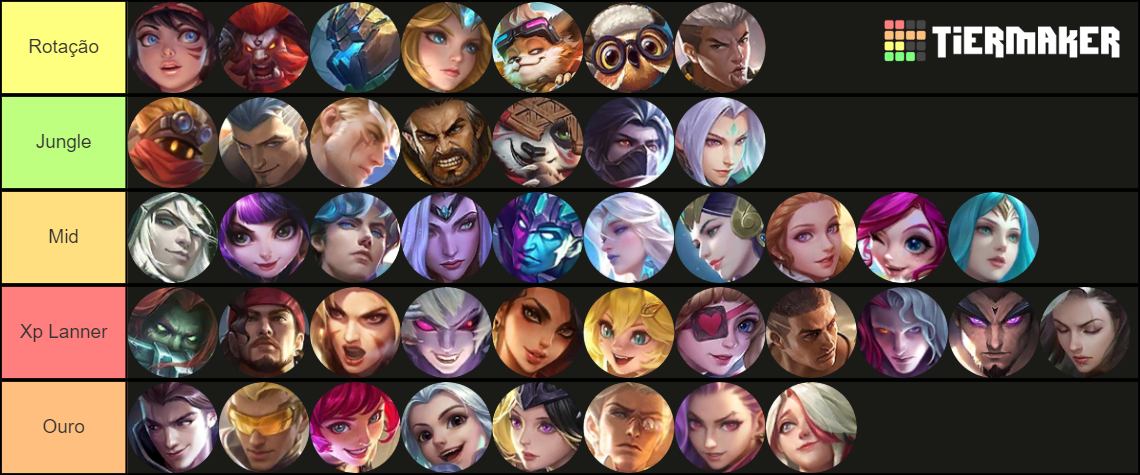 Rotação
TiERMAKER
Jungle
Mid
Xp Lanner
Ouro